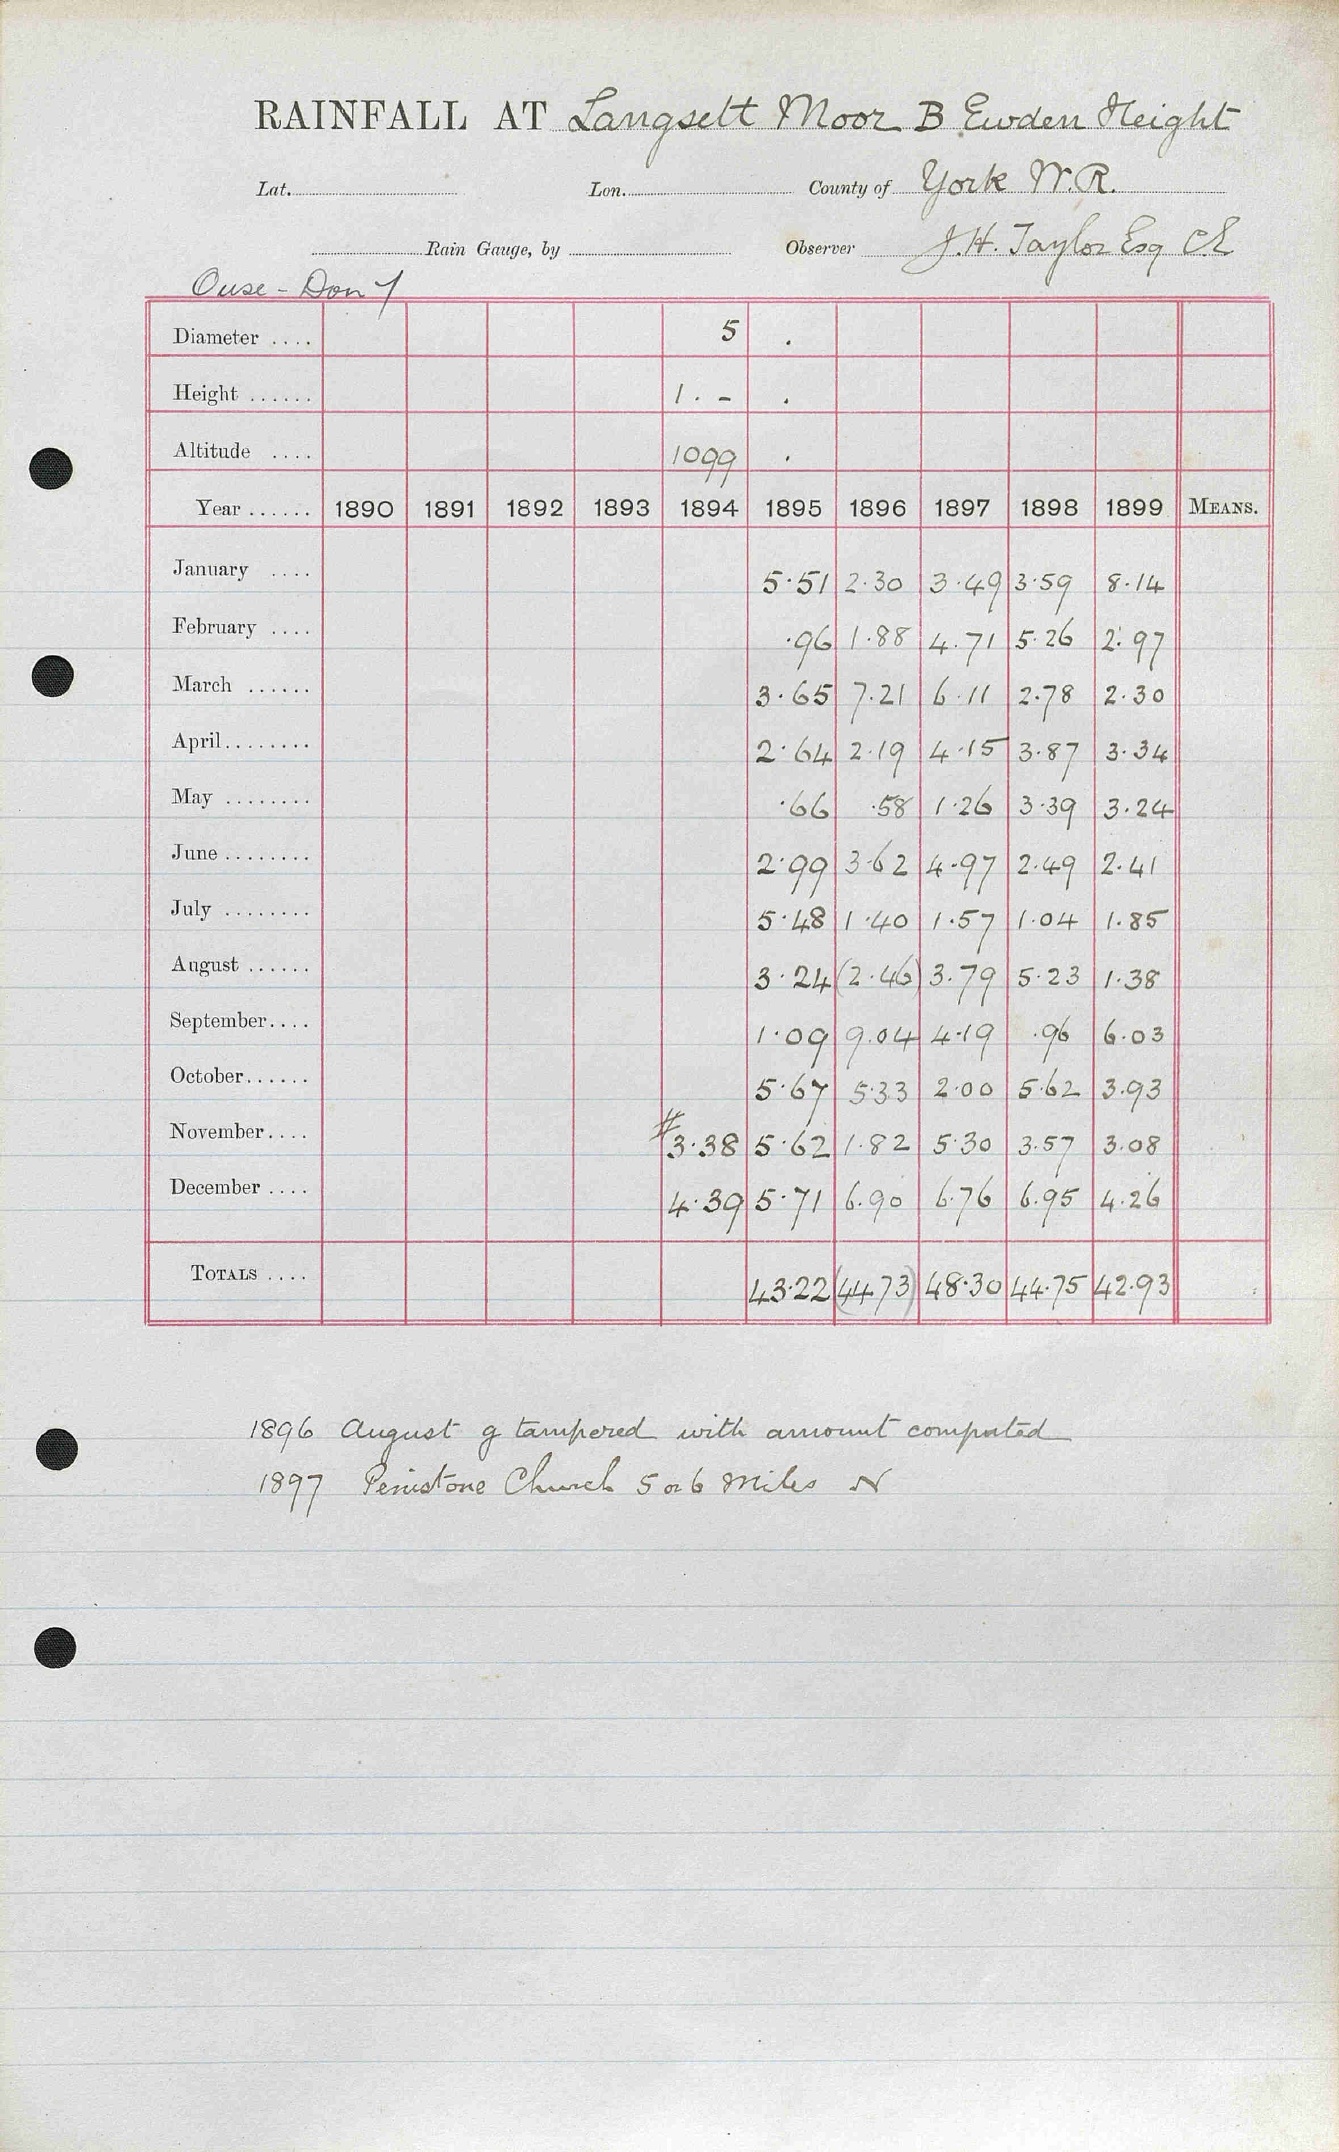 RAINFALL AT Langsett Moor B Ewden Height
Lat. Lon. County of York W.R.
Rain Gauge, by Observer J.H. Taylor Esq C.E
Ouse - Don
Diameter .... 5 .
Height ...... 1 . - .
Altitude .... 1099 .
Year ...... 1890 1891 1892 1893 1894 1895 1896 1897 1898 1899 MEANS.
January .... 5.51 2.30 3.49 3.59 8.14
February .... .96 1.88 4.71 5.26 2.97
March ...... 3.65 7.21 6.11 2.78 2.30
April........ 2.64 2.19 4.15 3.87 3.34
May ........ .66 .58 1.26 3.39 3.24
June ........ 2.99 3.62 4.97 2.49 2.41
July ........ 5.48 1.40 1.57 1.04 1.85
August ...... 3.24 (2.46) 3.79 5.23 1.38
September.... 1.09 9.04 4.19 .96 6.03
October...... 5.67 5.33 2.00 5.62 3.93
November.... #3.38 5.62 1.82 5.30 3.57 3.08
December .... 4.39 5.71 6.90 6.76 6.95 4.26
TOTALS .... 43.22 (44.73) 48.30 44.75 42.93
1896 August g tampered with amount computed
1897 Penistone Church 5 or 6 Miles N